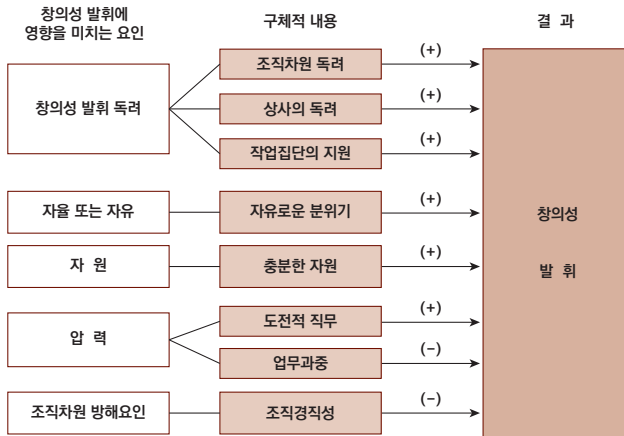 창의성 발휘에
영향을 미치는 요인
구체적 내용
결 과
창의성 발휘 독려
조직차원 독려
(+)
상사의 독려
(+)
작업집단의 지원
(+)
자율 또는 자유
자유로운 분위기
(+)
자 원
충분한 자원
(+)
압 력
도전적 직무
(+)
업무과중
(−)
조직차원 방해요인
조직경직성
(−)
창의성
발 휘